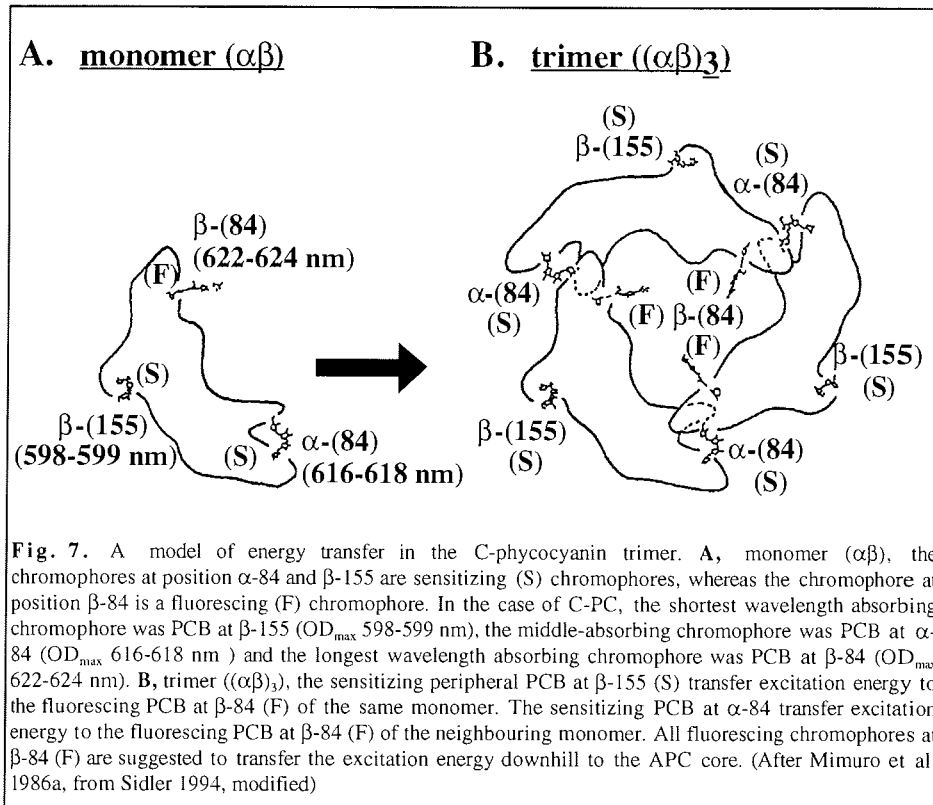 A. monomer (αβ)
B. trimer ((αβ)3)
β-(84)
(622-624 nm)
(F)
(S)
β-(155)
(598-599 nm)
(S)
α-(84)
(616-618 nm)
(S)
β-(155)
(S)
α-(84)
α-(84)
(S)
(F)
(F)
β-(84)
(F)
β-(155)
(S)
β-(155)
(S)
α-(84)
(S)
Fig. 7. A model of energy transfer in the C-phycocyanin trimer. A, monomer (αβ), the
chromophores at position α-84 and β-155 are sensitizing (S) chromophores, whereas the chromophore at
position β-84 is a fluorescing (F) chromophore. In the case of C-PC, the shortest wavelength absorbing
chromophore was PCB at β-155 (ODmax 598-599 nm), the middle-absorbing chromophore was PCB at α-
84 (ODmax 616-618 nm ) and the longest wavelength absorbing chromophore was PCB at β-84 (ODmax
622-624 nm). B, trimer ((αβ)3), the sensitizing peripheral PCB at β-155 (S) transfer excitation energy to
the fluorescing PCB at β-84 (F) of the same monomer. The sensitizing PCB at α-84 transfer excitation
energy to the fluorescing PCB at β-84 (F) of the neighbouring monomer. All fluorescing chromophores at
β-84 (F) are suggested to transfer the excitation energy downhill to the APC core. (After Mimuro et al
1986a, from Sidler 1994, modified)